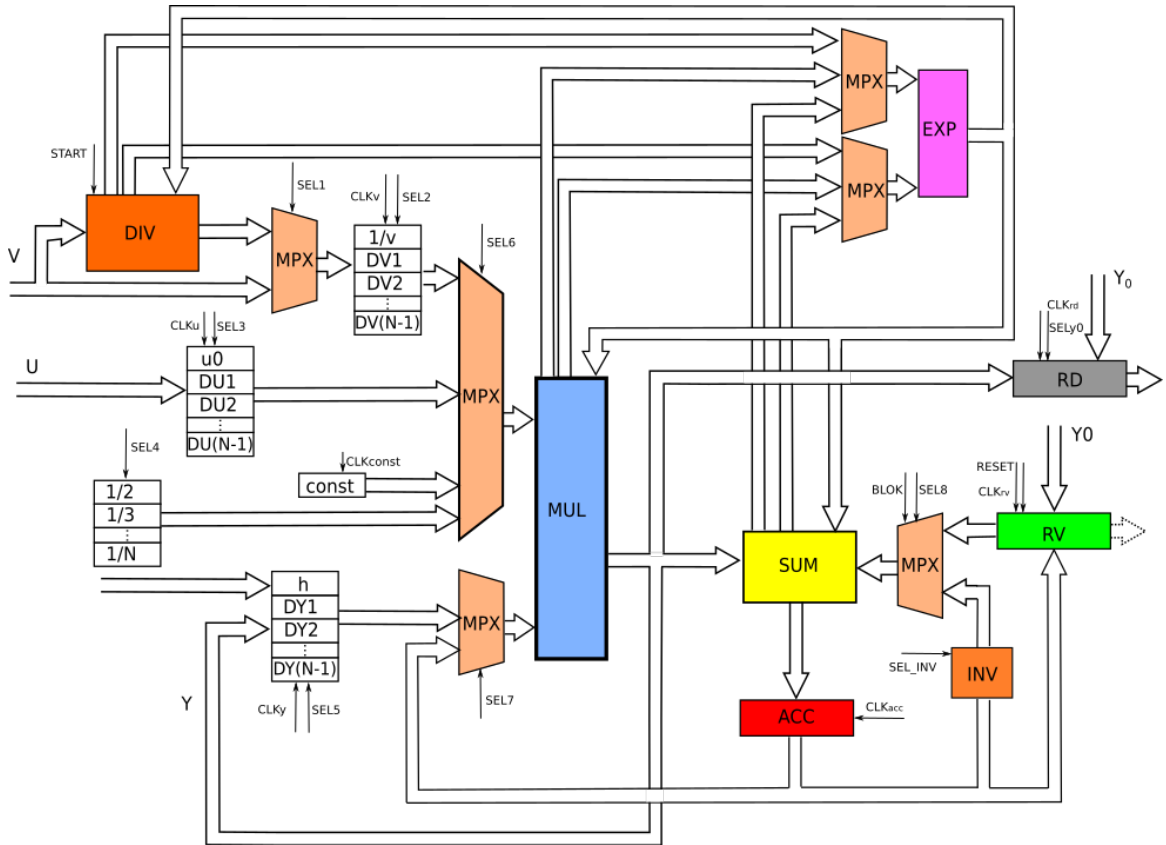 MPX
EXP
START
SEL1
CLKv
SEL2
MPX
DIV
1/v
SEL6
V
MPX
DV1
DV2
⋮
DV(N-1)
Y₀
CLKrd
SELy0
CLKu
SEL3
U
u0
DU1
DU2
⋮
DU(N-1)
RD
MPX
SEL4
Y0
CLKconst
const
RESET
BLOK
SEL8
CLKrv
1/2
1/3
⋮
1/N
MUL
RV
SUM
MPX
h
DY1
DY2
⋮
DY(N-1)
MPX
SEL_INV
INV
Y
CLKy
SEL5
SEL7
ACC
CLKacc